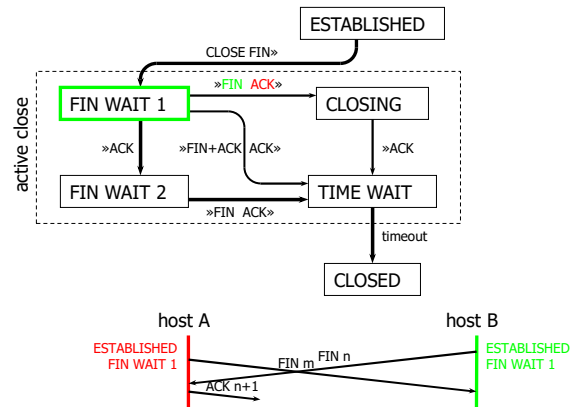 ESTABLISHED
CLOSE FIN»
»FIN ACK»
FIN WAIT 1
CLOSING
active close
»ACK
»FIN+ACK ACK»
»ACK
FIN WAIT 2
TIME WAIT
»FIN ACK»
timeout
CLOSED
host A
host B
ESTABLISHED
FIN WAIT 1
FIN m
FIN n
ESTABLISHED
FIN WAIT 1
ACK n+1